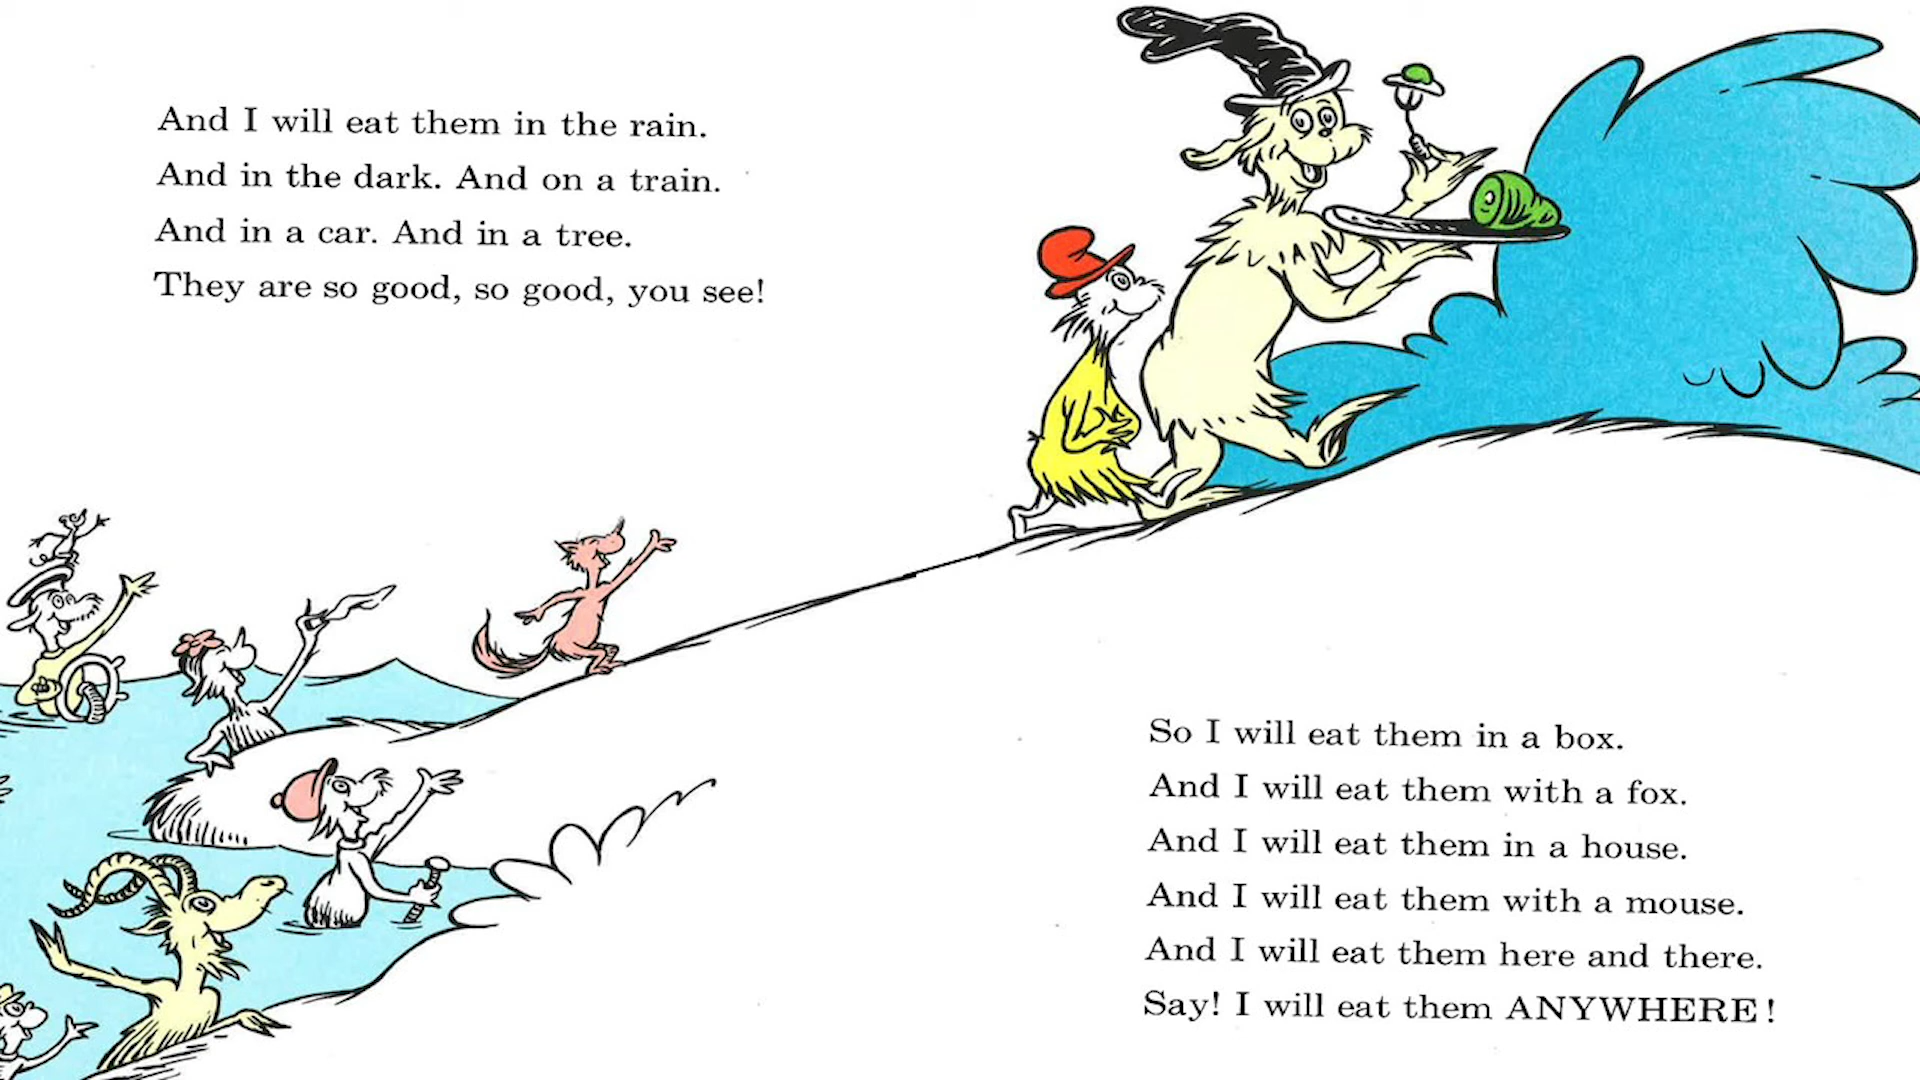 And I will eat them in the rain.
And in the dark. And on a train.
And in a car. And in a tree.
They are so good, so good, you see!
So I will eat them in a box.
And I will eat them with a fox.
And I will eat them in a house.
And I will eat them with a mouse.
And I will eat them here and there.
Say! I will eat them ANYWHERE!